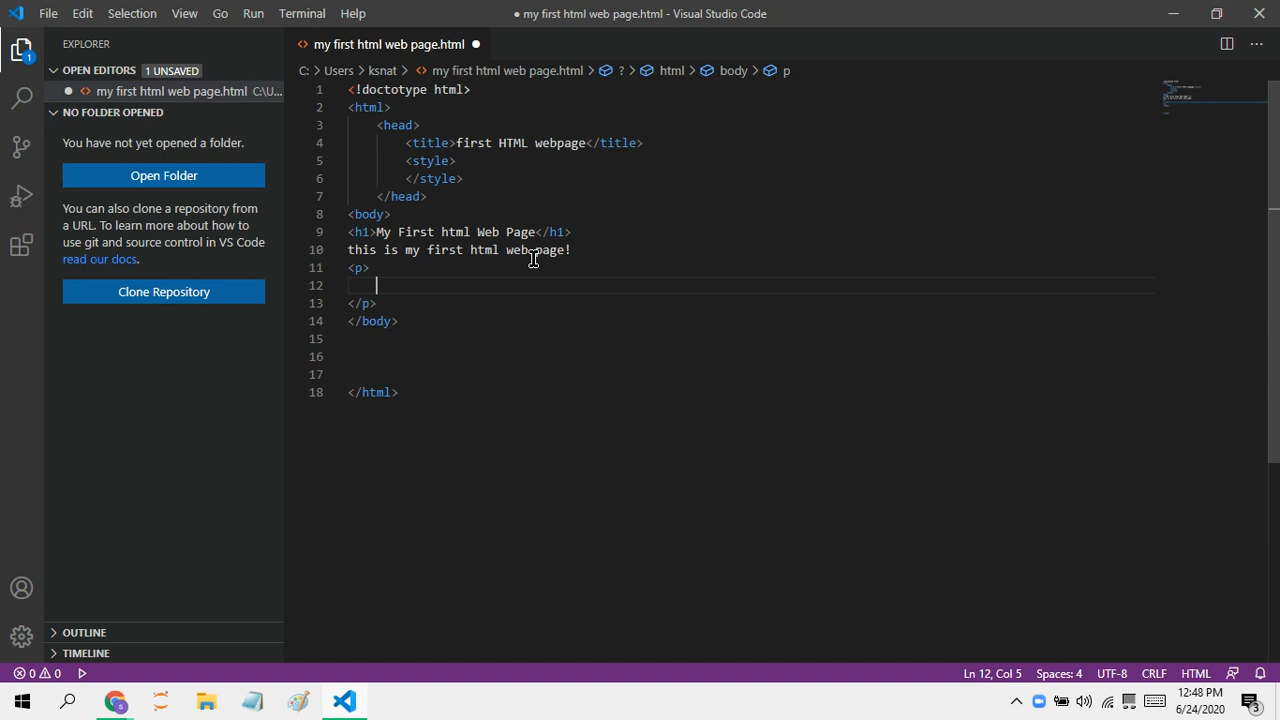 File Edit Selection View Go Run Terminal Help
● my first html web page.html - Visual Studio Code
1
EXPLORER
OPEN EDITORS 1 UNSAVED
my first html web page.html C:\U...
NO FOLDER OPENED
You have not yet opened a folder.
Open Folder
You can also clone a repository from
a URL. To learn more about how to
use git and source control in VS Code
read our docs.
Clone Repository
OUTLINE
TIMELINE
my first html web page.html
C: > Users > ksnat > my first html web page.html > ? > html > body > p
1 <!doctotype html>
2 <html>
3 <head>
4 <title>first HTML webpage</title>
5 <style>
6 </style>
7 </head>
8 <body>
9 <h1>My First html Web Page</h1>
10 this is my first html web page!
11 <p>
12
13 </p>
14 </body>
15
16
17
18 </html>
0 0
Ln 12, Col 5 Spaces: 4 UTF-8 CRLF HTML
12:48 PM
6/24/2020
3